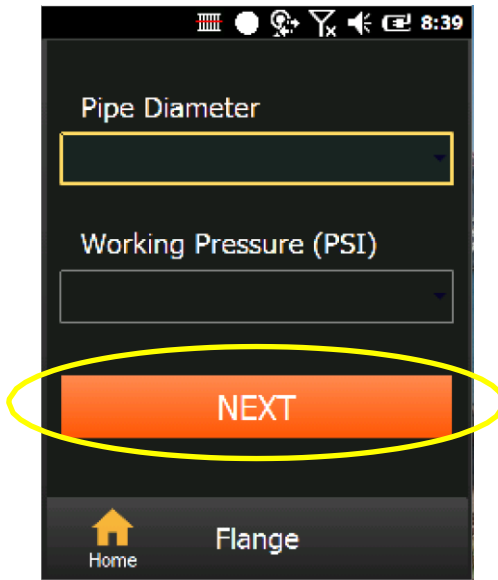 8:39
Pipe Diameter
Working Pressure (PSI)
NEXT
Home
Flange